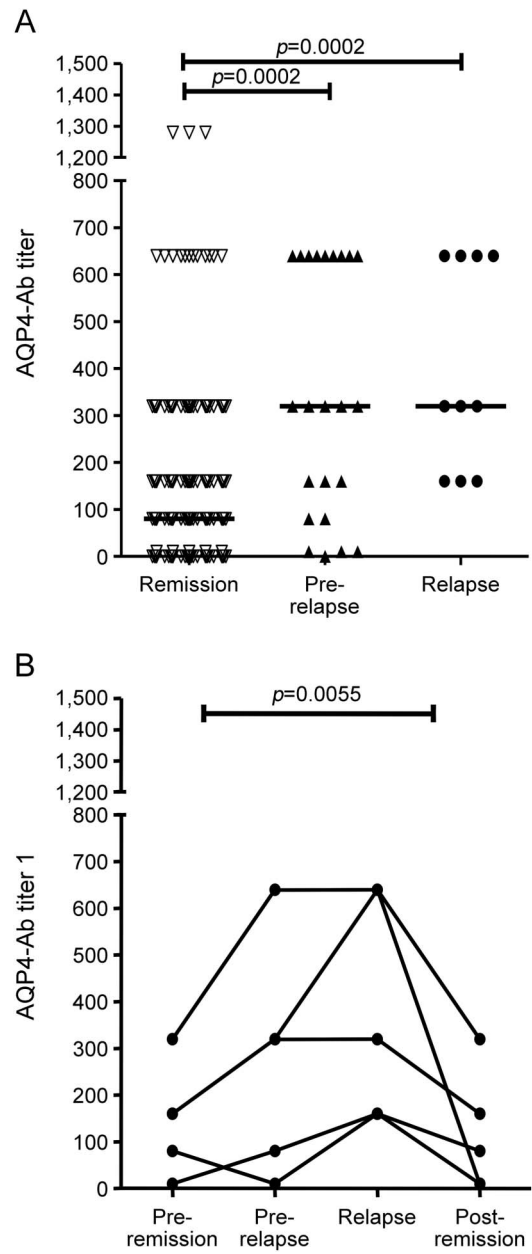 A
p=0.0002
p=0.0002
1,500
1,400
1,300
1,200
800
700
600
500
400
300
200
100
0
AQP4-Ab titer
Remission
Pre-
relapse
Relapse
B
p=0.0055
1,500
1,400
1,300
1,200
800
700
600
500
400
300
200
100
0
AQP4-Ab titer 1
Pre-
remission
Pre-
relapse
Relapse
Post-
remission